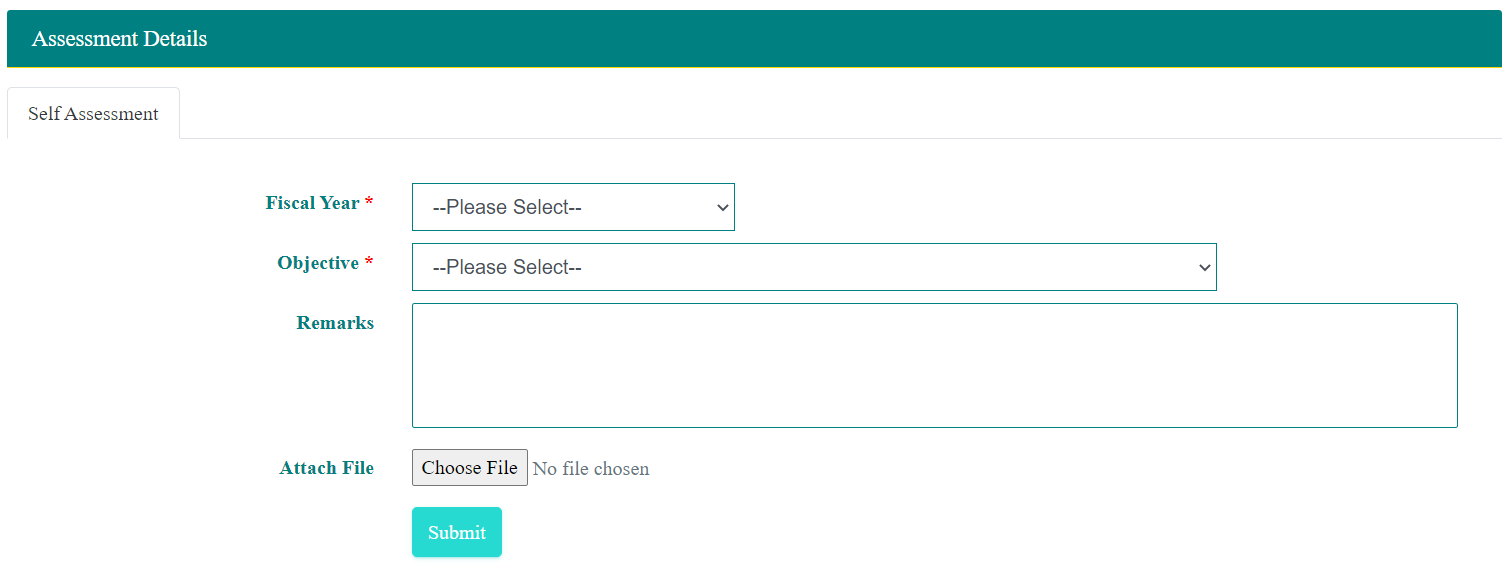 Assessment Details
Self Assessment
Fiscal Year * --Please Select--
Objective * --Please Select--
Remarks
Attach File Choose File No file chosen
Submit